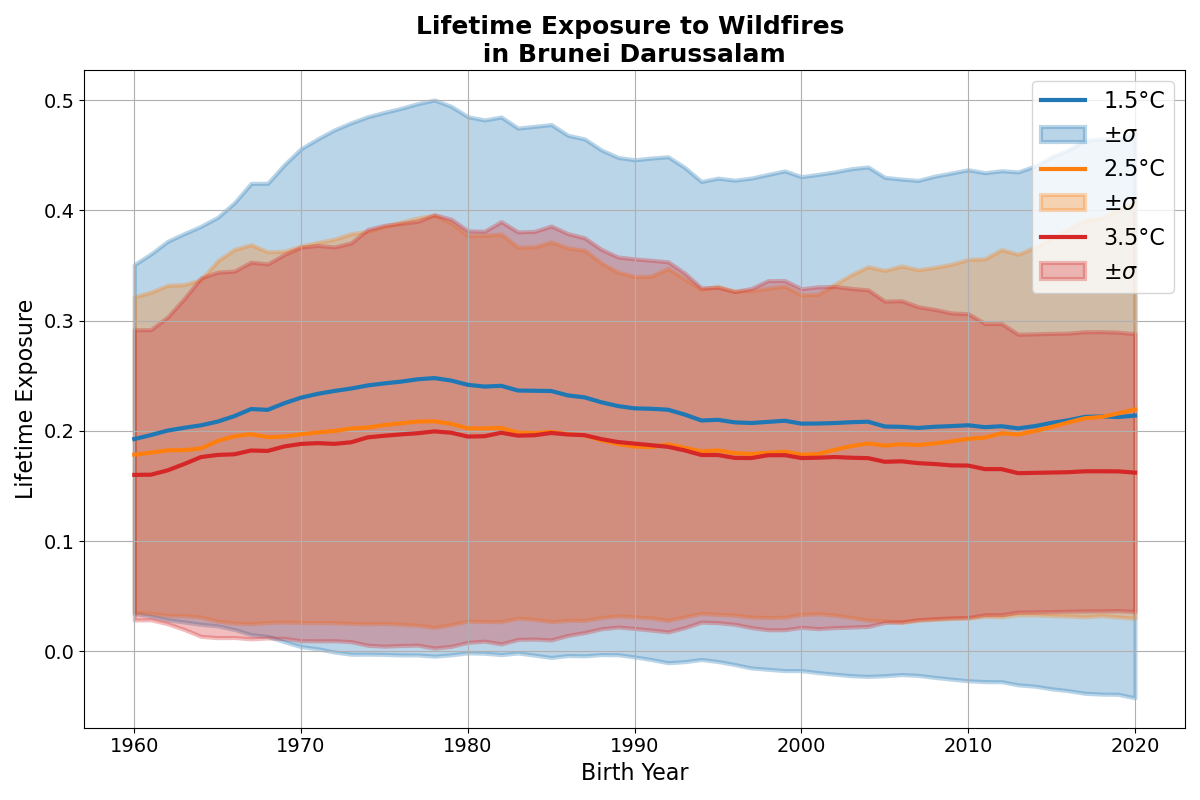 Lifetime Exposure to Wildfires
in Brunei Darussalam
Lifetime Exposure
0.5
0.4
0.3
0.2
0.1
0.0
1960 1970 1980 1990 2000 2010 2020
Birth Year
1.5°C
±σ
2.5°C
±σ
3.5°C
±σ